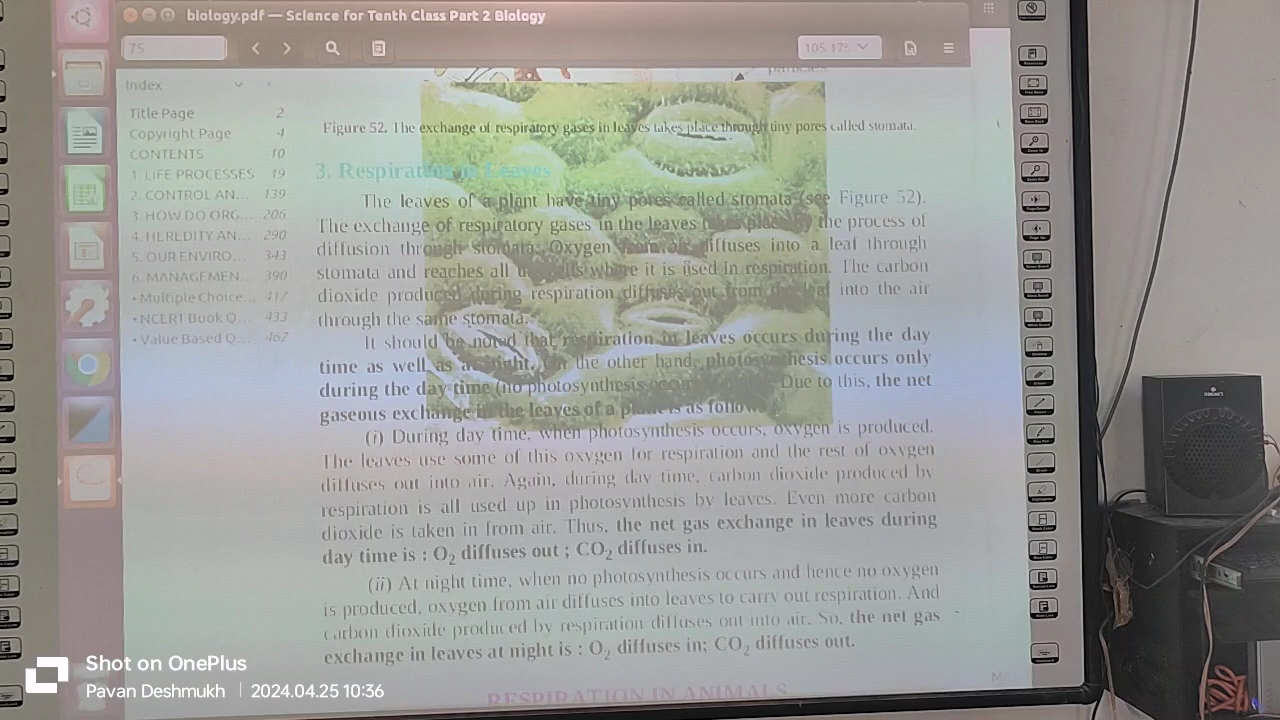 biology.pdf — Science for Tenth Class Part 2 Biology
75
105.17%
Index
Title Page 2
Copyright Page 4
CONTENTS 10
1. LIFE PROCESSES 19
2. CONTROL AN... 139
3. HOW DO ORG... 206
4. HEREDITY AN... 290
5. OUR ENVIRO... 343
6. MANAGEMEN... 390
• Multiple Choice... 417
• NCERT Book Q... 433
• Value Based Q... 467
particles
Figure 52. The exchange of respiratory gases in leaves takes place through tiny pores called stomata.
3. Respiration in Leaves
The leaves of a plant have tiny pores called stomata (see Figure 52).
The exchange of respiratory gases in the leaves takes place by the process of
diffusion through stomata. Oxygen from air diffuses into a leaf through
stomata and reaches all the cells where it is used in respiration. The carbon
dioxide produced during respiration diffuses out from the leaf into the air
through the same stomata.
It should be noted that respiration in leaves occurs during the day
time as well as at night. On the other hand, photosynthesis occurs only
during the day time (no photosynthesis Due to this, the net
gaseous exchange in the leaves of a plant is as follows
(i) During day time, when photosynthesis occurs, oxygen is produced.
The leaves use some of this oxygen for respiration and the rest of oxygen
diffuses out into air. Again, during day time, carbon dioxide produced by
respiration is all used up in photosynthesis by leaves. Even more carbon
dioxide is taken in from air. Thus, the net gas exchange in leaves during
day time is : O₂ diffuses out ; CO₂ diffuses in.
(ii) At night time, when no photosynthesis occurs and hence no oxygen
is produced, oxygen from air diffuses into leaves to carry out respiration. And
carbon dioxide produced by respiration diffuses out into air. So, the net gas
exchange in leaves at night is : O₂ diffuses in; CO₂ diffuses out.
RESPIRATION IN ANIMALS
Shot on OnePlus
Pavan Deshmukh | 2024.04.25 10:36